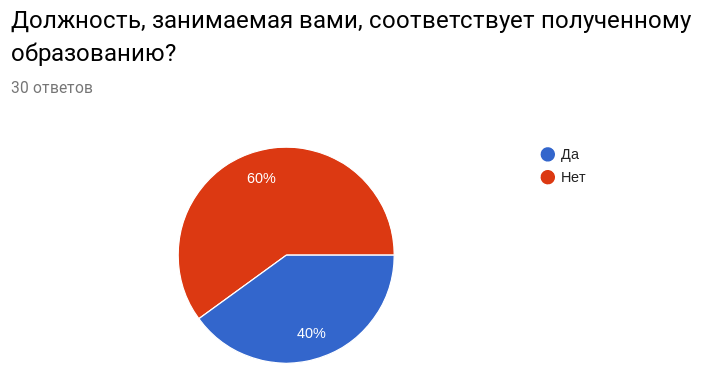 Должность, занимаемая вами, соответствует полученному
образованию?
30 ответов
Да
Нет
60%
40%